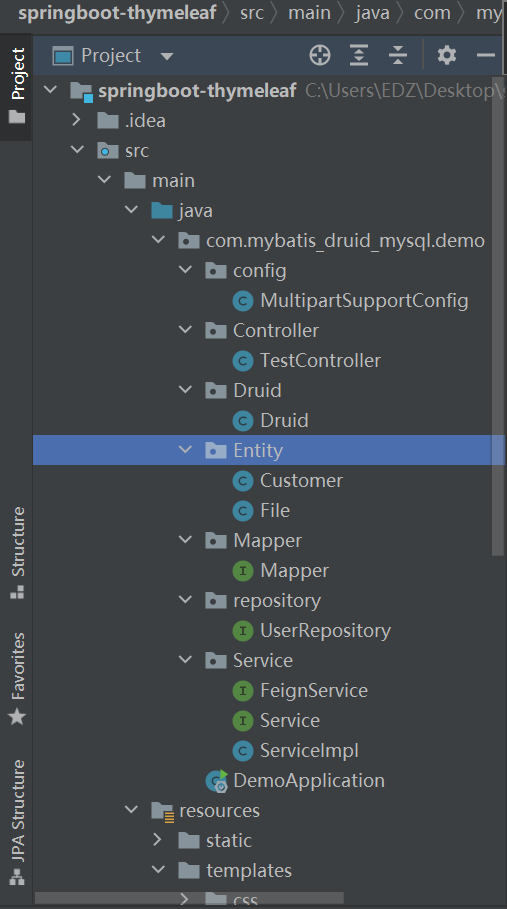 springboot-thymeleaf 〉 src 〉 main 〉 java 〉 com 〉 my
Project
Project
springboot-thymeleaf C:\Users\EDZ\Desktop\s
.idea
src
main
java
com.mybatis_druid_mysql.demo
config
MultipartSupportConfig
Controller
TestController
Druid
Druid
Entity
Customer
File
Mapper
Mapper
repository
UserRepository
Service
FeignService
Service
ServiceImpl
DemoApplication
resources
static
templates
css
Structure
Favorites
JPA Structure